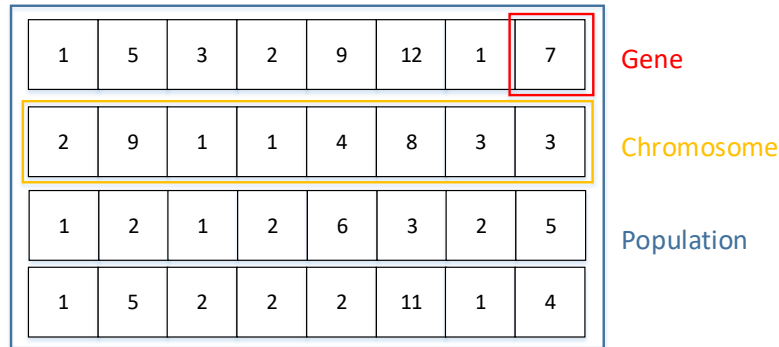 1 5 3 2 9 12 1 7 Gene
2 9 1 1 4 8 3 3 Chromosome
1 2 1 2 6 3 2 5 Population
1 5 2 2 2 11 1 4